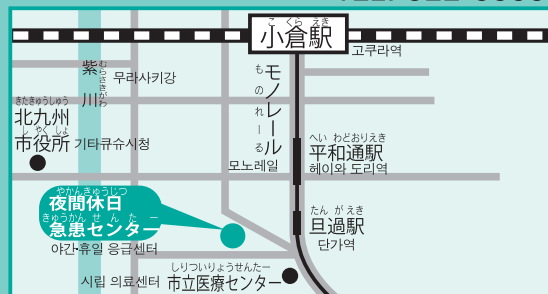 こくらえき
小倉駅
고쿠라역
紫川
むらさきがわ
무라사키강
モノレール
ものれーる
모노레일
きたきゅうしゅう
北九州
しやくしょ
市役所
기타큐슈시청
へいわどおりえき
平和通駅
헤이와 도리역
やかんきゅうじつ
夜間休日
きゅうかんせんたー
急患センター
야간·휴일 응급센터
たんがえき
旦過駅
단가역
しりついりょうせんたー
시립 의료센터
市立医療センター